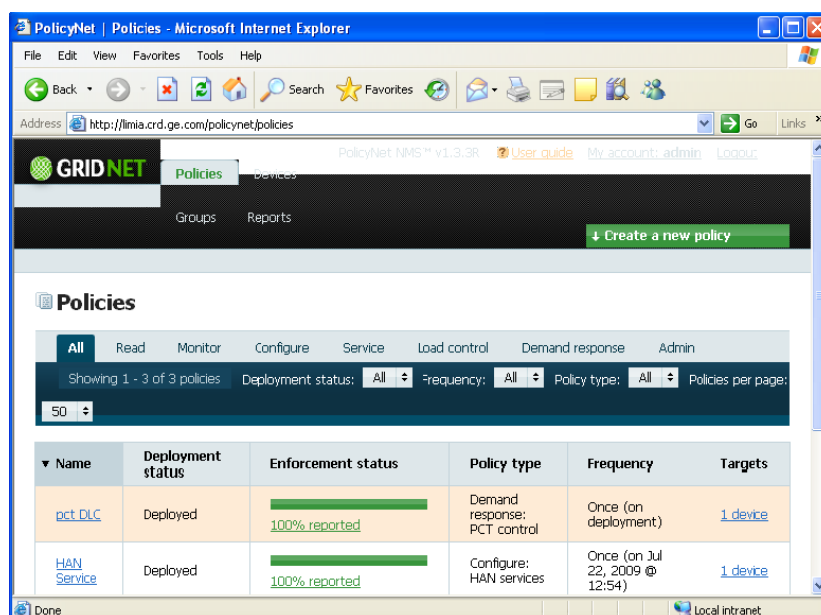 PolicyNet | Policies - Microsoft Internet Explorer
File Edit View Favorites Tools Help
Back Search Favorites
Address http://limia.crd.ge.com/policynet/policies Go Links
PolicyNet NMS™ v1.3.3R User guide My account: admin Logout
GRIDNET Policies Devices
Groups Reports
↓ Create a new policy
Policies
All Read Monitor Configure Service Load control Demand response Admin
Showing 1 - 3 of 3 policies Deployment status: All Frequency: All Policy type: All Policies per page:
50
▼ Name Deployment status Enforcement status Policy type Frequency Targets
pct DLC Deployed 100% reported Demand response: PCT control Once (on deployment) 1 device
HAN Service Deployed 100% reported Configure: HAN services Once (on Jul 22, 2009 @ 12:54) 1 device
Done Local intranet